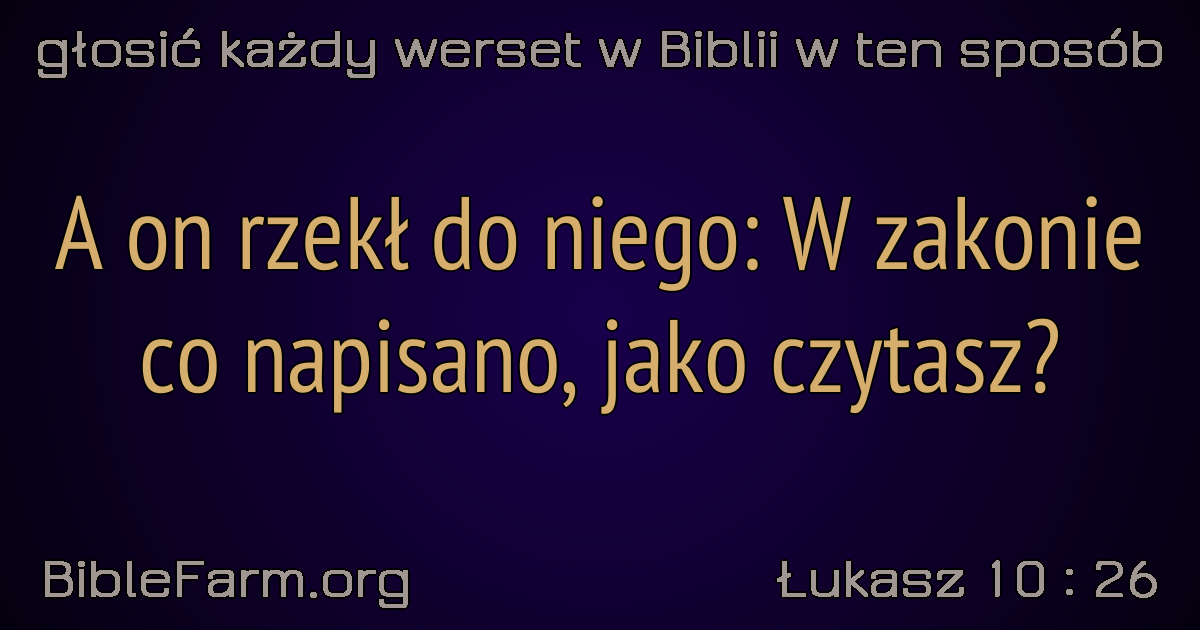 głosić każdy werset w Biblii w ten sposób
A on rzekł do niego: W zakonie
co napisano, jako czytasz?
BibleFarm.org
Łukasz 10 : 26